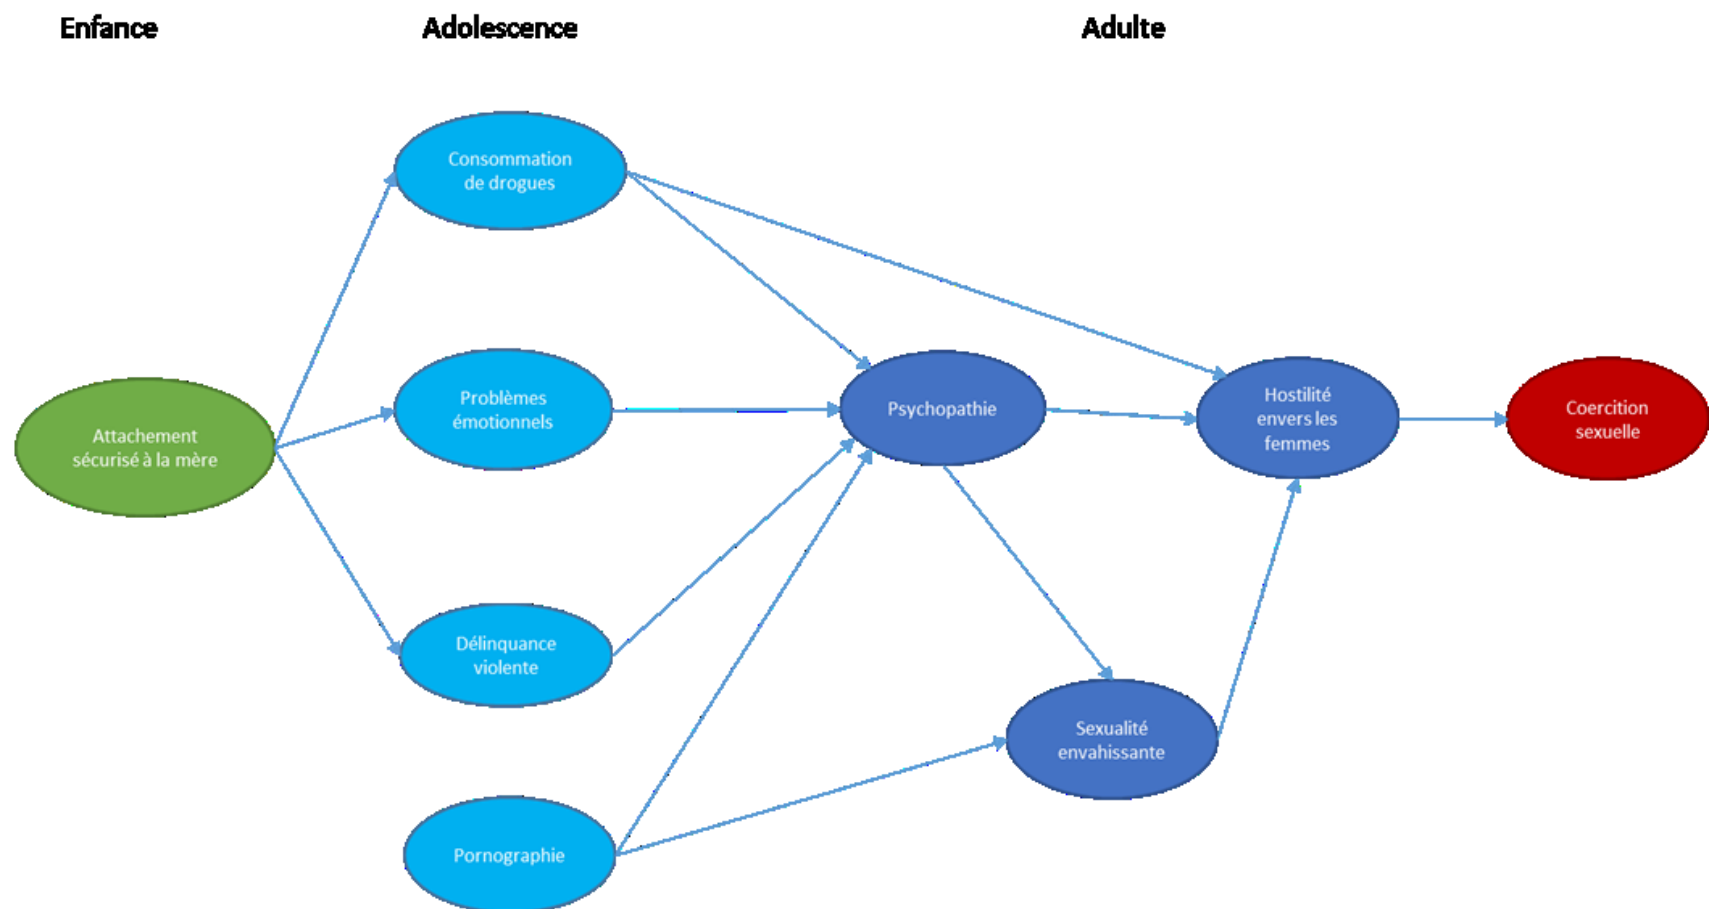 Enfance
Adolescence
Adulte
Consommation
de drogues
Problèmes
émotionnels
Psychopathie
Hostilité
envers les
femmes
Coercition
sexuelle
Attachement
sécurisé à la mère
Délinquance
violente
Sexualité
envahissante
Pornographie